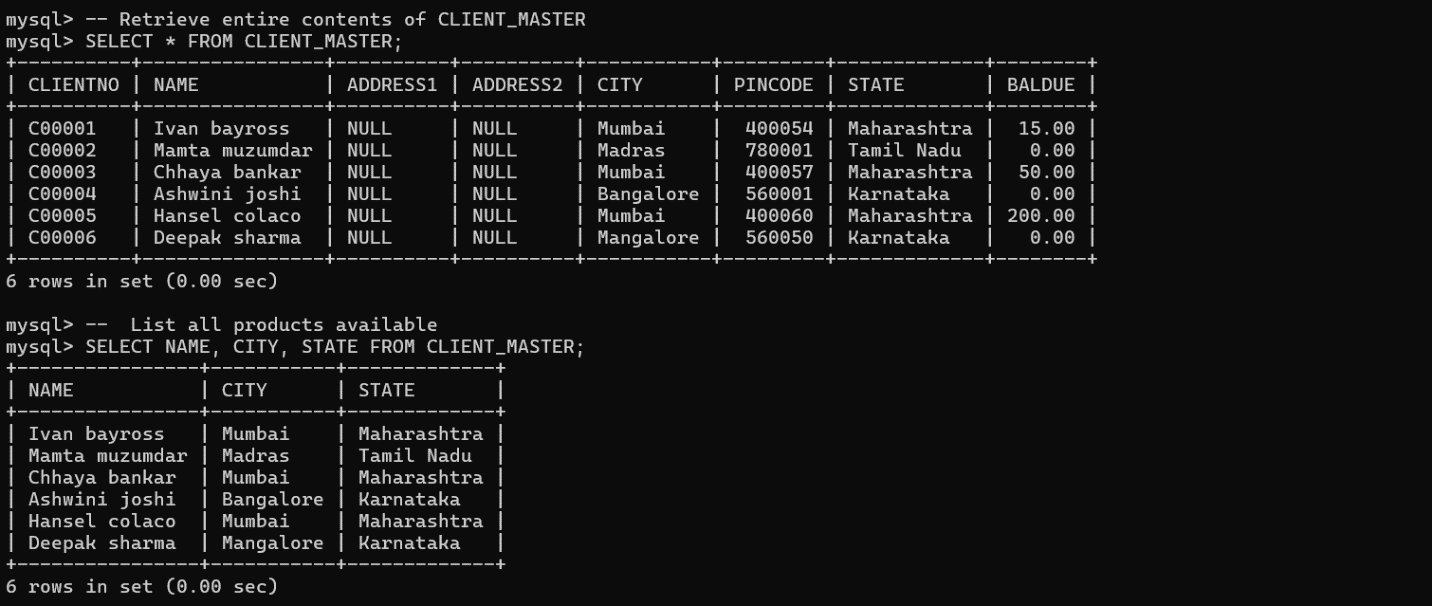 mysql> -- Retrieve entire contents of CLIENT_MASTER
mysql> SELECT * FROM CLIENT_MASTER;
+----------+----------------+----------+----------+-----------+---------+-------------+--------+
| CLIENTNO | NAME           | ADDRESS1 | ADDRESS2 | CITY      | PINCODE | STATE       | BALDUE |
+----------+----------------+----------+----------+-----------+---------+-------------+--------+
| C00001   | Ivan bayross   | NULL     | NULL     | Mumbai    |  400054 | Maharashtra |  15.00 |
| C00002   | Mamta muzumdar | NULL     | NULL     | Madras    |  780001 | Tamil Nadu  |   0.00 |
| C00003   | Chhaya bankar  | NULL     | NULL     | Mumbai    |  400057 | Maharashtra |  50.00 |
| C00004   | Ashwini joshi  | NULL     | NULL     | Bangalore |  560001 | Karnataka   |   0.00 |
| C00005   | Hansel colaco  | NULL     | NULL     | Mumbai    |  400060 | Maharashtra | 200.00 |
| C00006   | Deepak sharma  | NULL     | NULL     | Mangalore |  560050 | Karnataka   |   0.00 |
+----------+----------------+----------+----------+-----------+---------+-------------+--------+
6 rows in set (0.00 sec)

mysql> --  List all products available
mysql> SELECT NAME, CITY, STATE FROM CLIENT_MASTER;
+----------------+-----------+-------------+
| NAME           | CITY      | STATE       |
+----------------+-----------+-------------+
| Ivan bayross   | Mumbai    | Maharashtra |
| Mamta muzumdar | Madras    | Tamil Nadu  |
| Chhaya bankar  | Mumbai    | Maharashtra |
| Ashwini joshi  | Bangalore | Karnataka   |
| Hansel colaco  | Mumbai    | Maharashtra |
| Deepak sharma  | Mangalore | Karnataka   |
+----------------+-----------+-------------+
6 rows in set (0.00 sec)